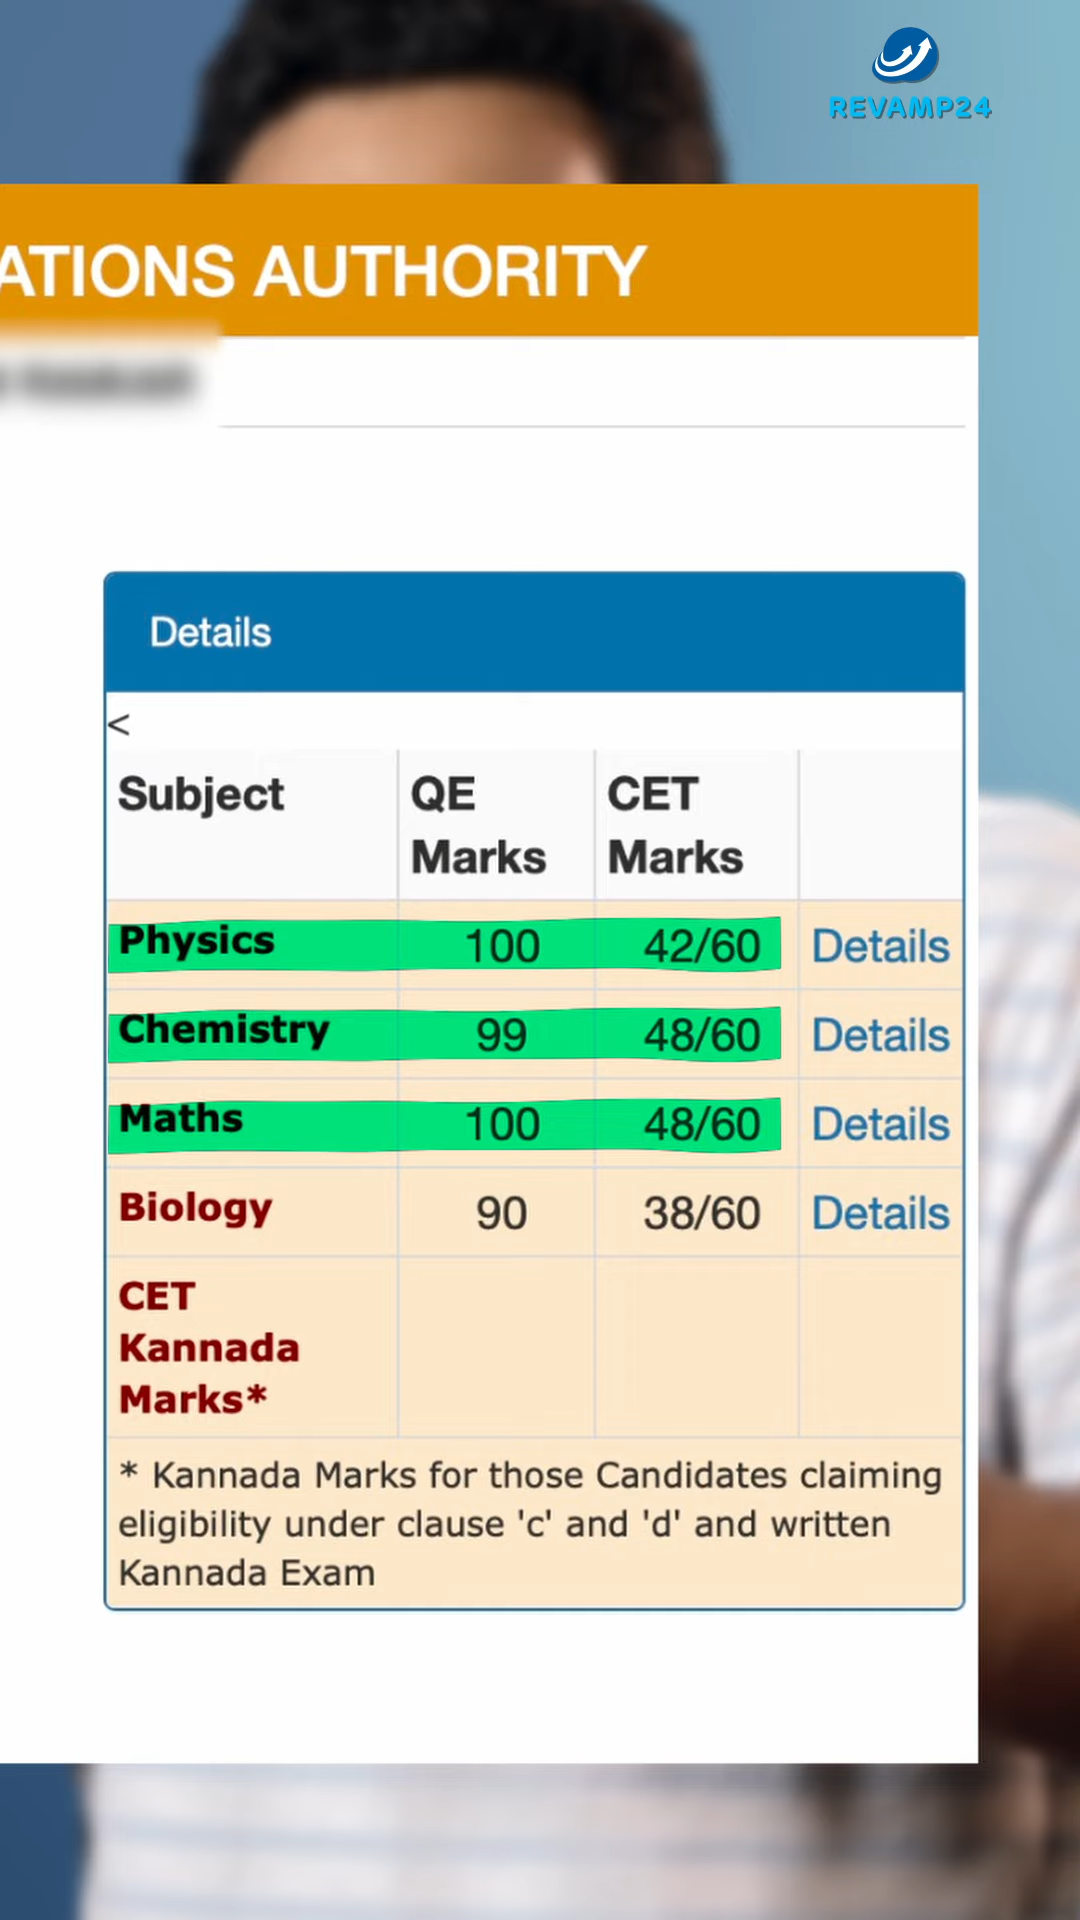 REVAMP24
ATIONS AUTHORITY
Details
<
Subject QE Marks CET Marks
Physics 100 42/60 Details
Chemistry 99 48/60 Details
Maths 100 48/60 Details
Biology 90 38/60 Details
CET
Kannada
Marks*
* Kannada Marks for those Candidates claiming
eligibility under clause 'c' and 'd' and written
Kannada Exam